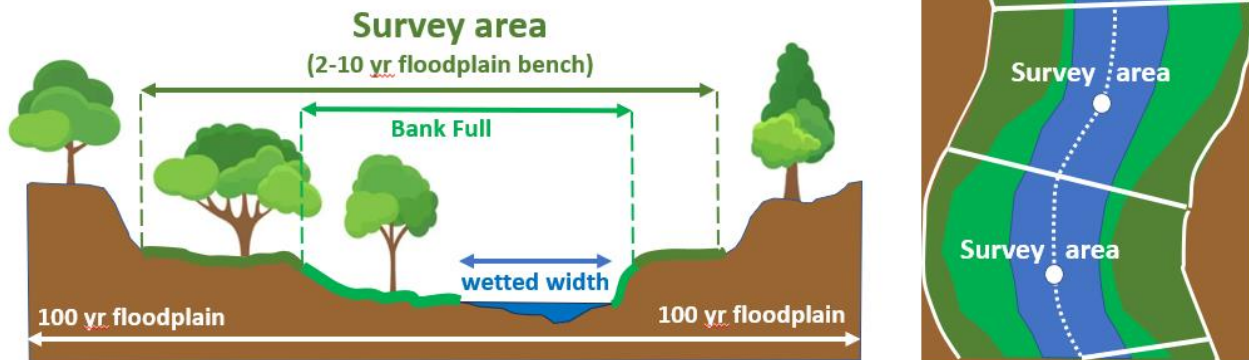 Survey area
(2-10 yr floodplain bench)
Bank Full
wetted width
100 yr floodplain
100 yr floodplain
Survey area
Survey area